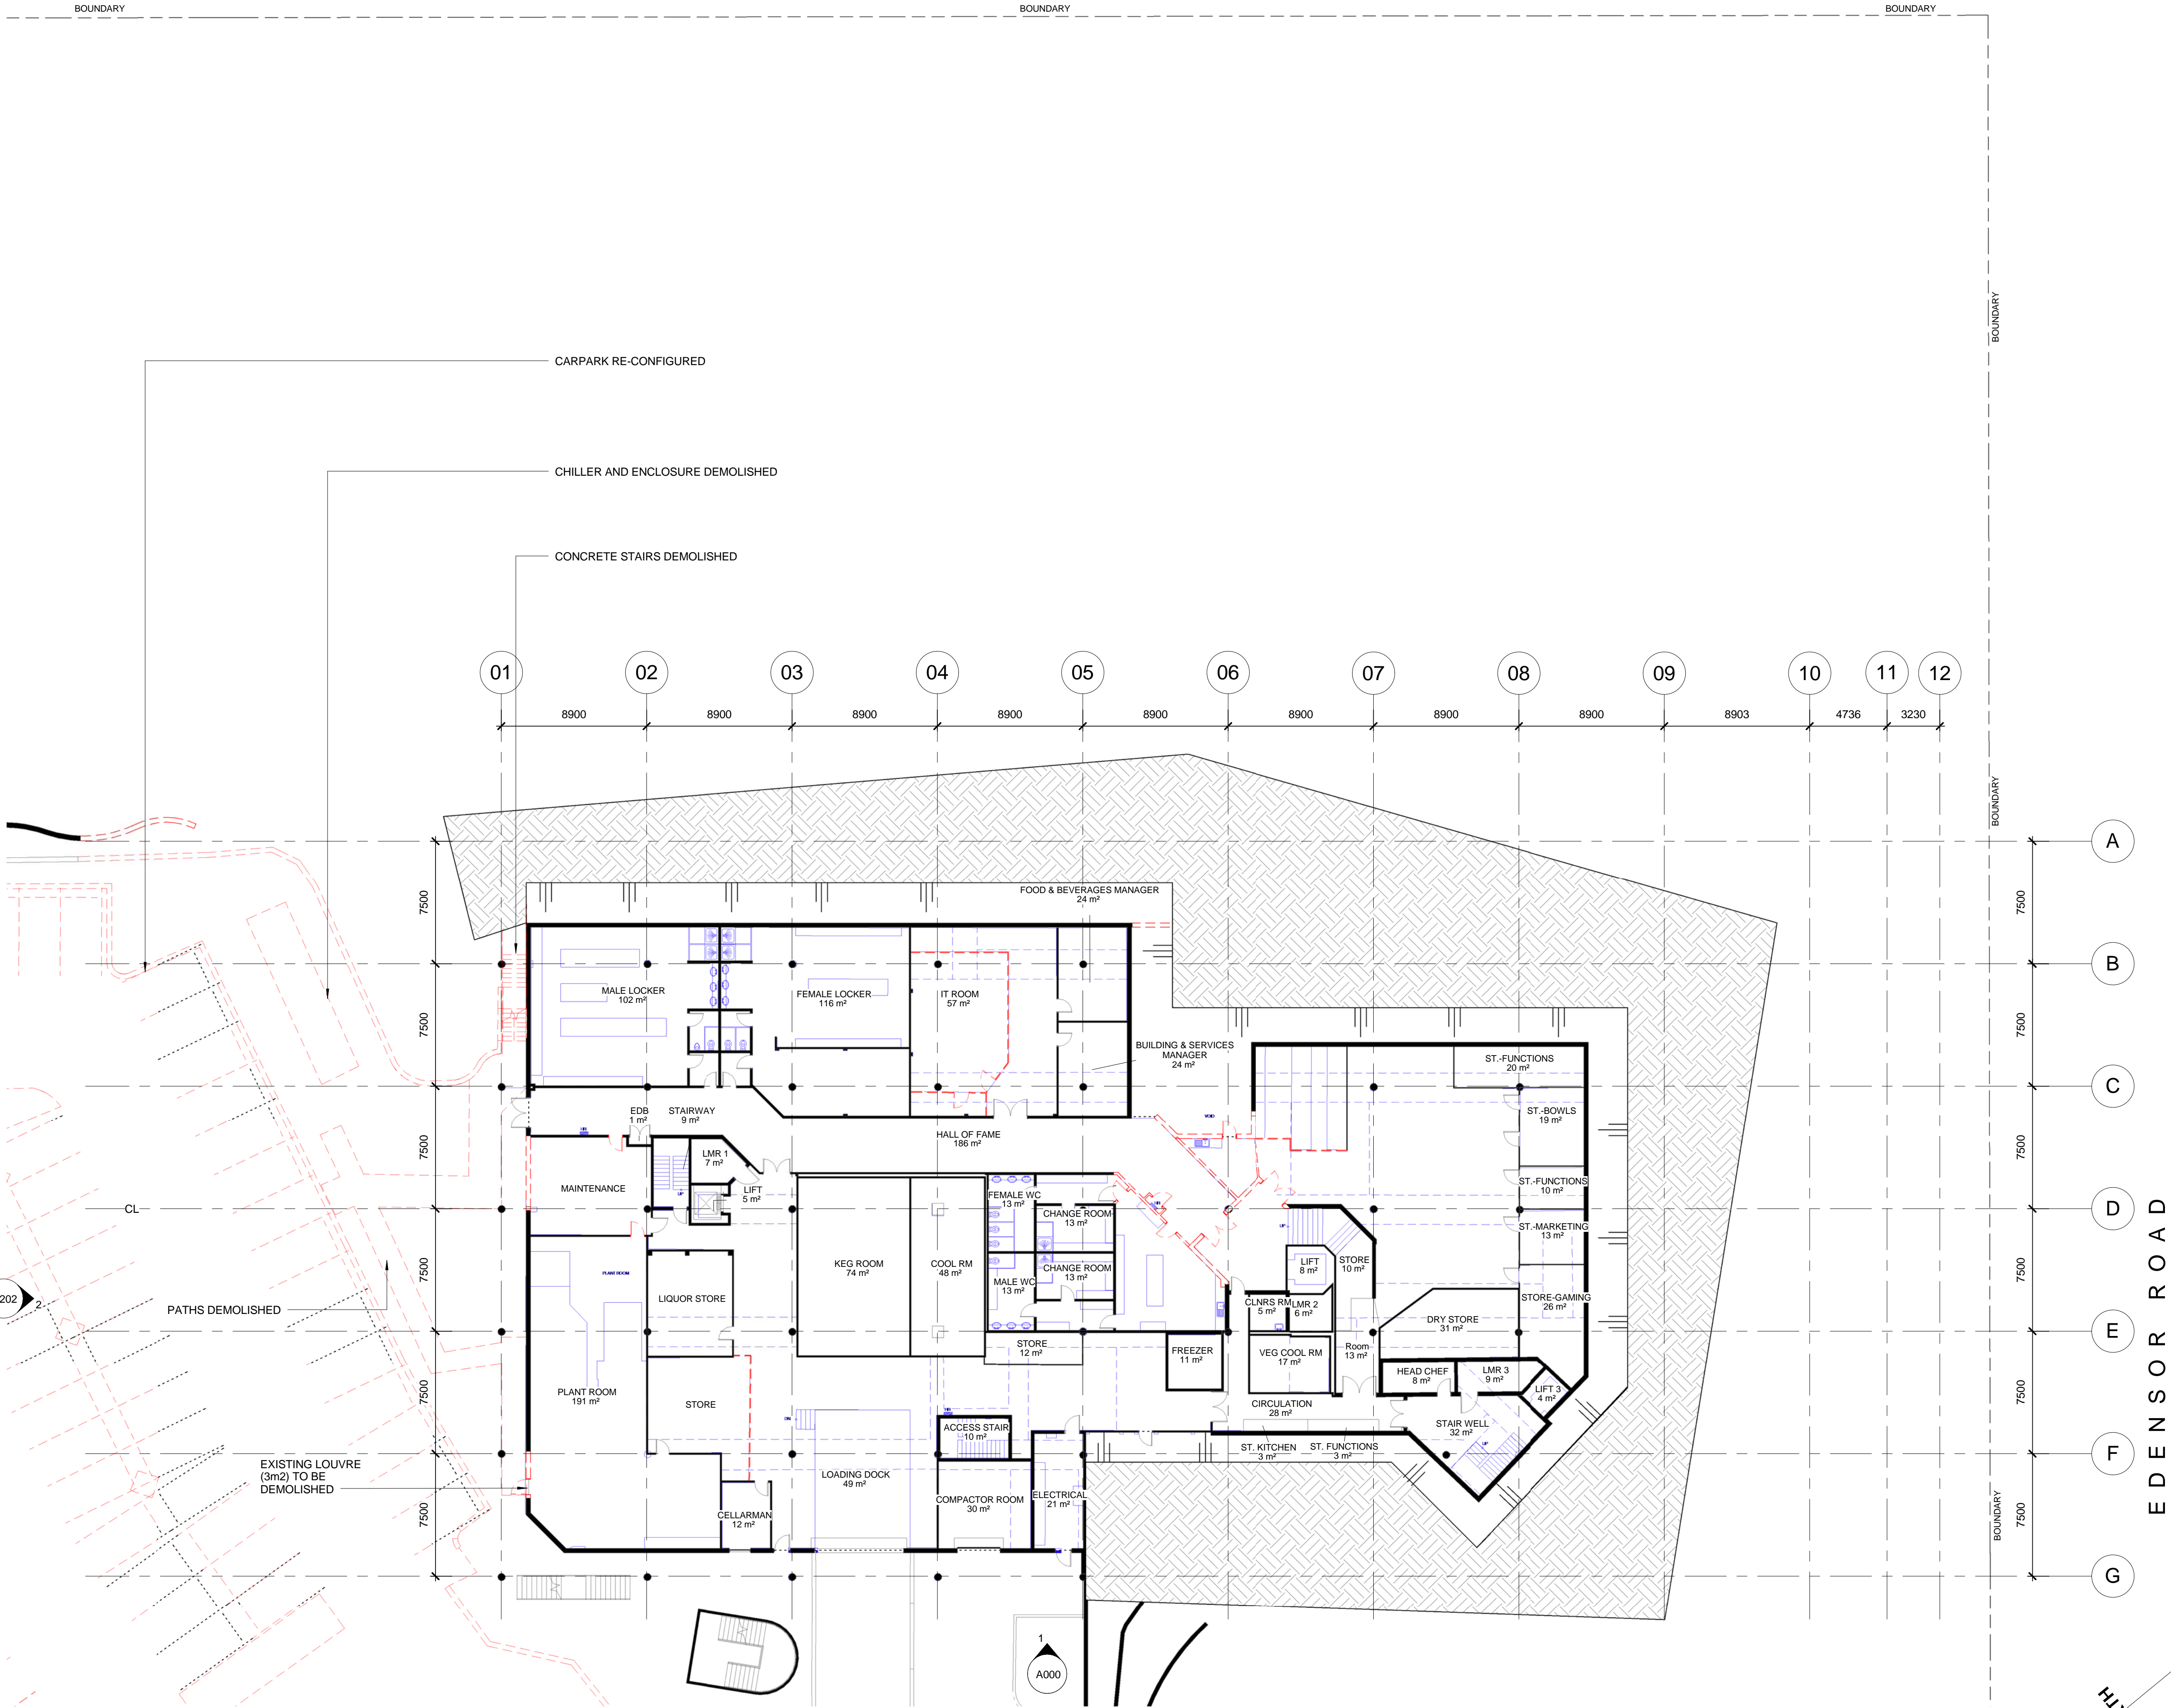 BOUNDARY
BOUNDARY
BOUNDARY
BOUNDARY
CARPARK RE-CONFIGURED
CHILLER AND ENCLOSURE DEMOLISHED
CONCRETE STAIRS DEMOLISHED
01
02
03
04
05
06
07
08
09
10
11
12
8900
8900
8900
8900
8900
8900
8900
8900
8903
4736
3230
BOUNDARY
A
7500
7500
FOOD & BEVERAGES MANAGER
24 m²
B
MALE LOCKER
102 m²
FEMALE LOCKER
116 m²
IT ROOM
57 m²
7500
7500
BUILDING & SERVICES
MANAGER
24 m²
ST.-FUNCTIONS
20 m²
C
EDB
1 m²
STAIRWAY
9 m²
VOID
ST.-BOWLS
19 m²
HALL OF FAME
186 m²
7500
7500
LMR 1
7 m²
MAINTENANCE
UP
LIFT
5 m²
FEMALE WC
13 m²
ST.-FUNCTIONS
10 m²
CL
CHANGE ROOM
13 m²
D
UP
ST.-MARKETING
13 m²
EDENSOR ROAD
KEG ROOM
74 m²
COOL RM
48 m²
LIFT
8 m²
STORE
10 m²
PLANT ROOM
CHANGE ROOM
13 m²
MALE WC
13 m²
7500
7500
202
2
PATHS DEMOLISHED
LIQUOR STORE
CLNRS RM
5 m²
LMR 2
6 m²
STORE-GAMING
26 m²
DRY STORE
31 m²
E
STORE
12 m²
FREEZER
11 m²
VEG COOL RM
17 m²
Room
13 m²
HEAD CHEF
8 m²
LMR 3
9 m²
LIFT 3
4 m²
PLANT ROOM
191 m²
STORE
7500
7500
DN
ACCESS STAIR
10 m²
CIRCULATION
28 m²
STAIR WELL
32 m²
UP
ST. KITCHEN
3 m²
ST. FUNCTIONS
3 m²
F
EXISTING LOUVRE
(3m2) TO BE
DEMOLISHED
LOADING DOCK
49 m²
COMPACTOR ROOM
30 m²
ELECTRICAL
21 m²
CELLARMAN
12 m²
7500
7500
BOUNDARY
G
1
A000